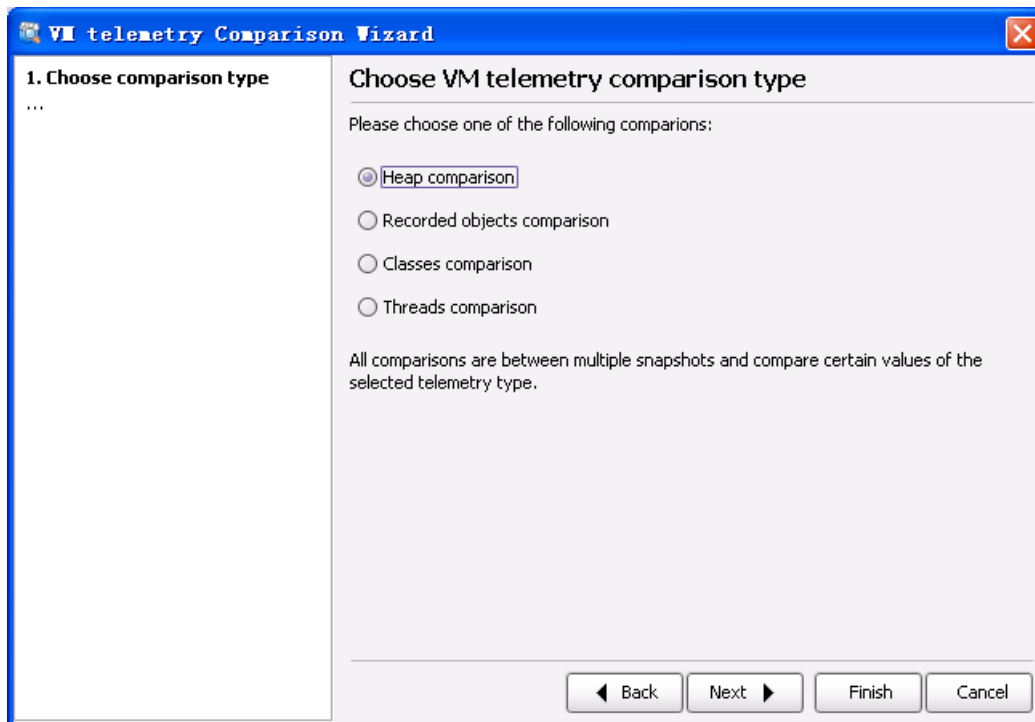 VM telemetry Comparison Wizard
1. Choose comparison type
...
Choose VM telemetry comparison type
Please choose one of the following comparions:
Heap comparison
Recorded objects comparison
Classes comparison
Threads comparison
All comparisons are between multiple snapshots and compare certain values of the
selected telemetry type.
Back
Next
Finish
Cancel